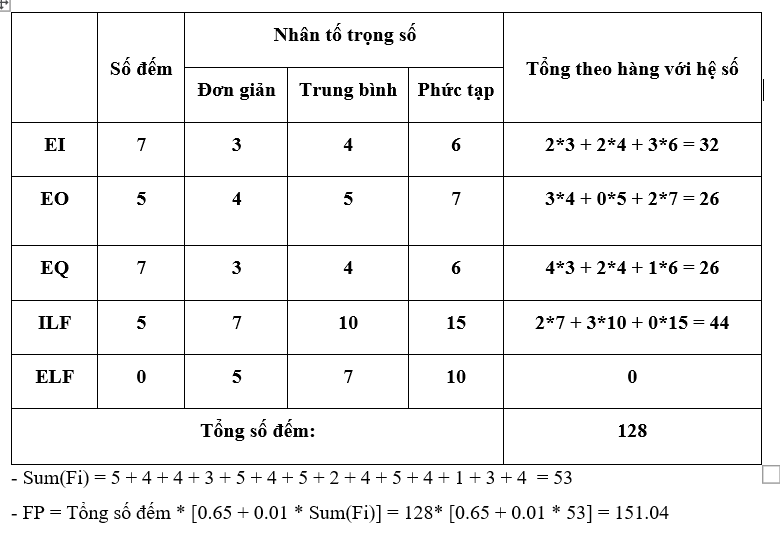 Nhân tố trọng số
Số đếm
Tổng theo hàng với hệ số
Đơn giản Trung bình Phức tạp
EI 7 3 4 6 2*3 + 2*4 + 3*6 = 32
EO 5 4 5 7 3*4 + 0*5 + 2*7 = 26
EQ 7 3 4 6 4*3 + 2*4 + 1*6 = 26
ILF 5 7 10 15 2*7 + 3*10 + 0*15 = 44
ELF 0 5 7 10 0
Tổng số đếm: 128
- Sum(Fi) = 5 + 4 + 4 + 3 + 5 + 4 + 5 + 2 + 4 + 5 + 4 + 1 + 3 + 4 = 53
- FP = Tổng số đếm * [0.65 + 0.01 * Sum(Fi)] = 128* [0.65 + 0.01 * 53] = 151.04